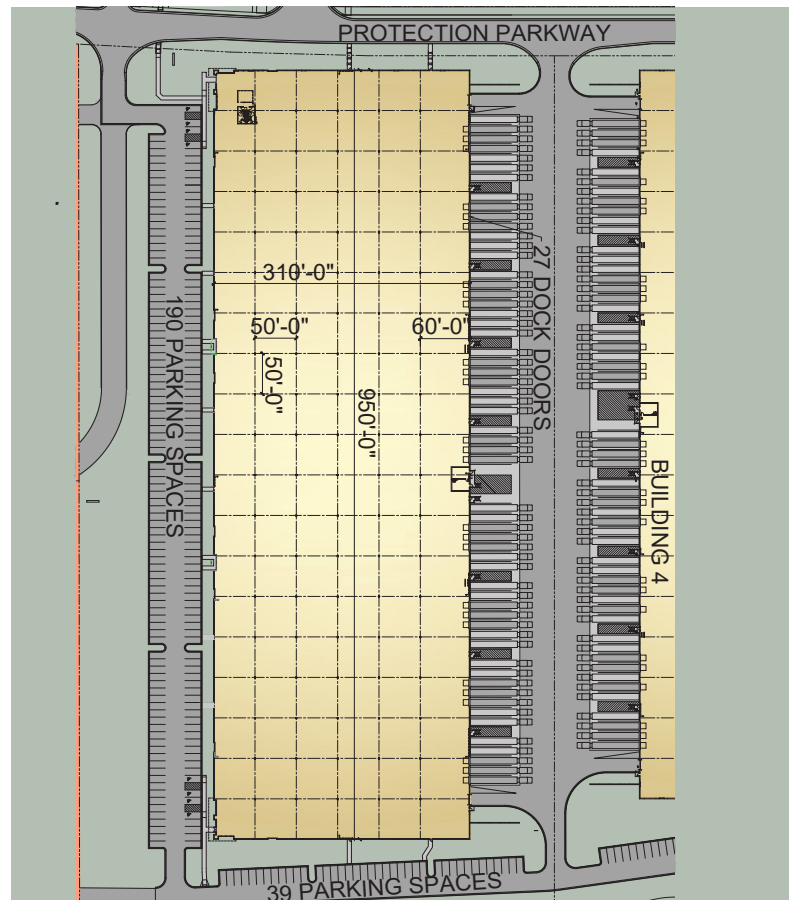 PROTECTION PARKWAY
310'-0"
50'-0"
60'-0"
50'-0"
950'-0"
27 DOCK DOORS
190 PARKING SPACES
BUILDING 4
39 PARKING SPACES